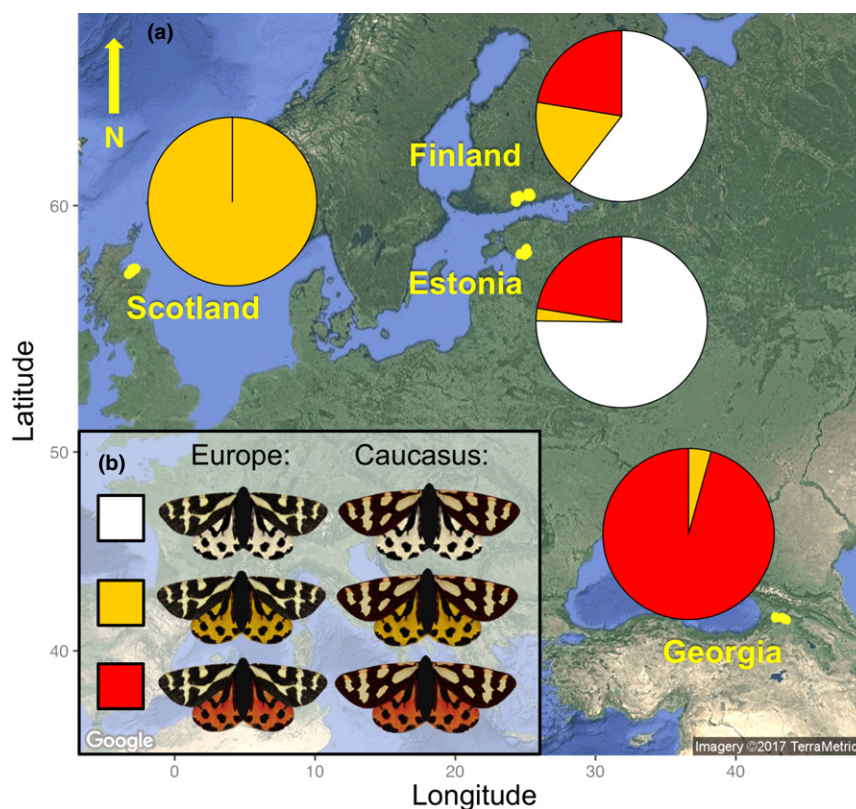 (a)
N
Finland
60
Estonia
Scotland
Latitude
50
(b)
Europe:
Caucasus:
40
Georgia
Google
Imagery ©2017 TerraMetric
0
10
20
30
40
Longitude